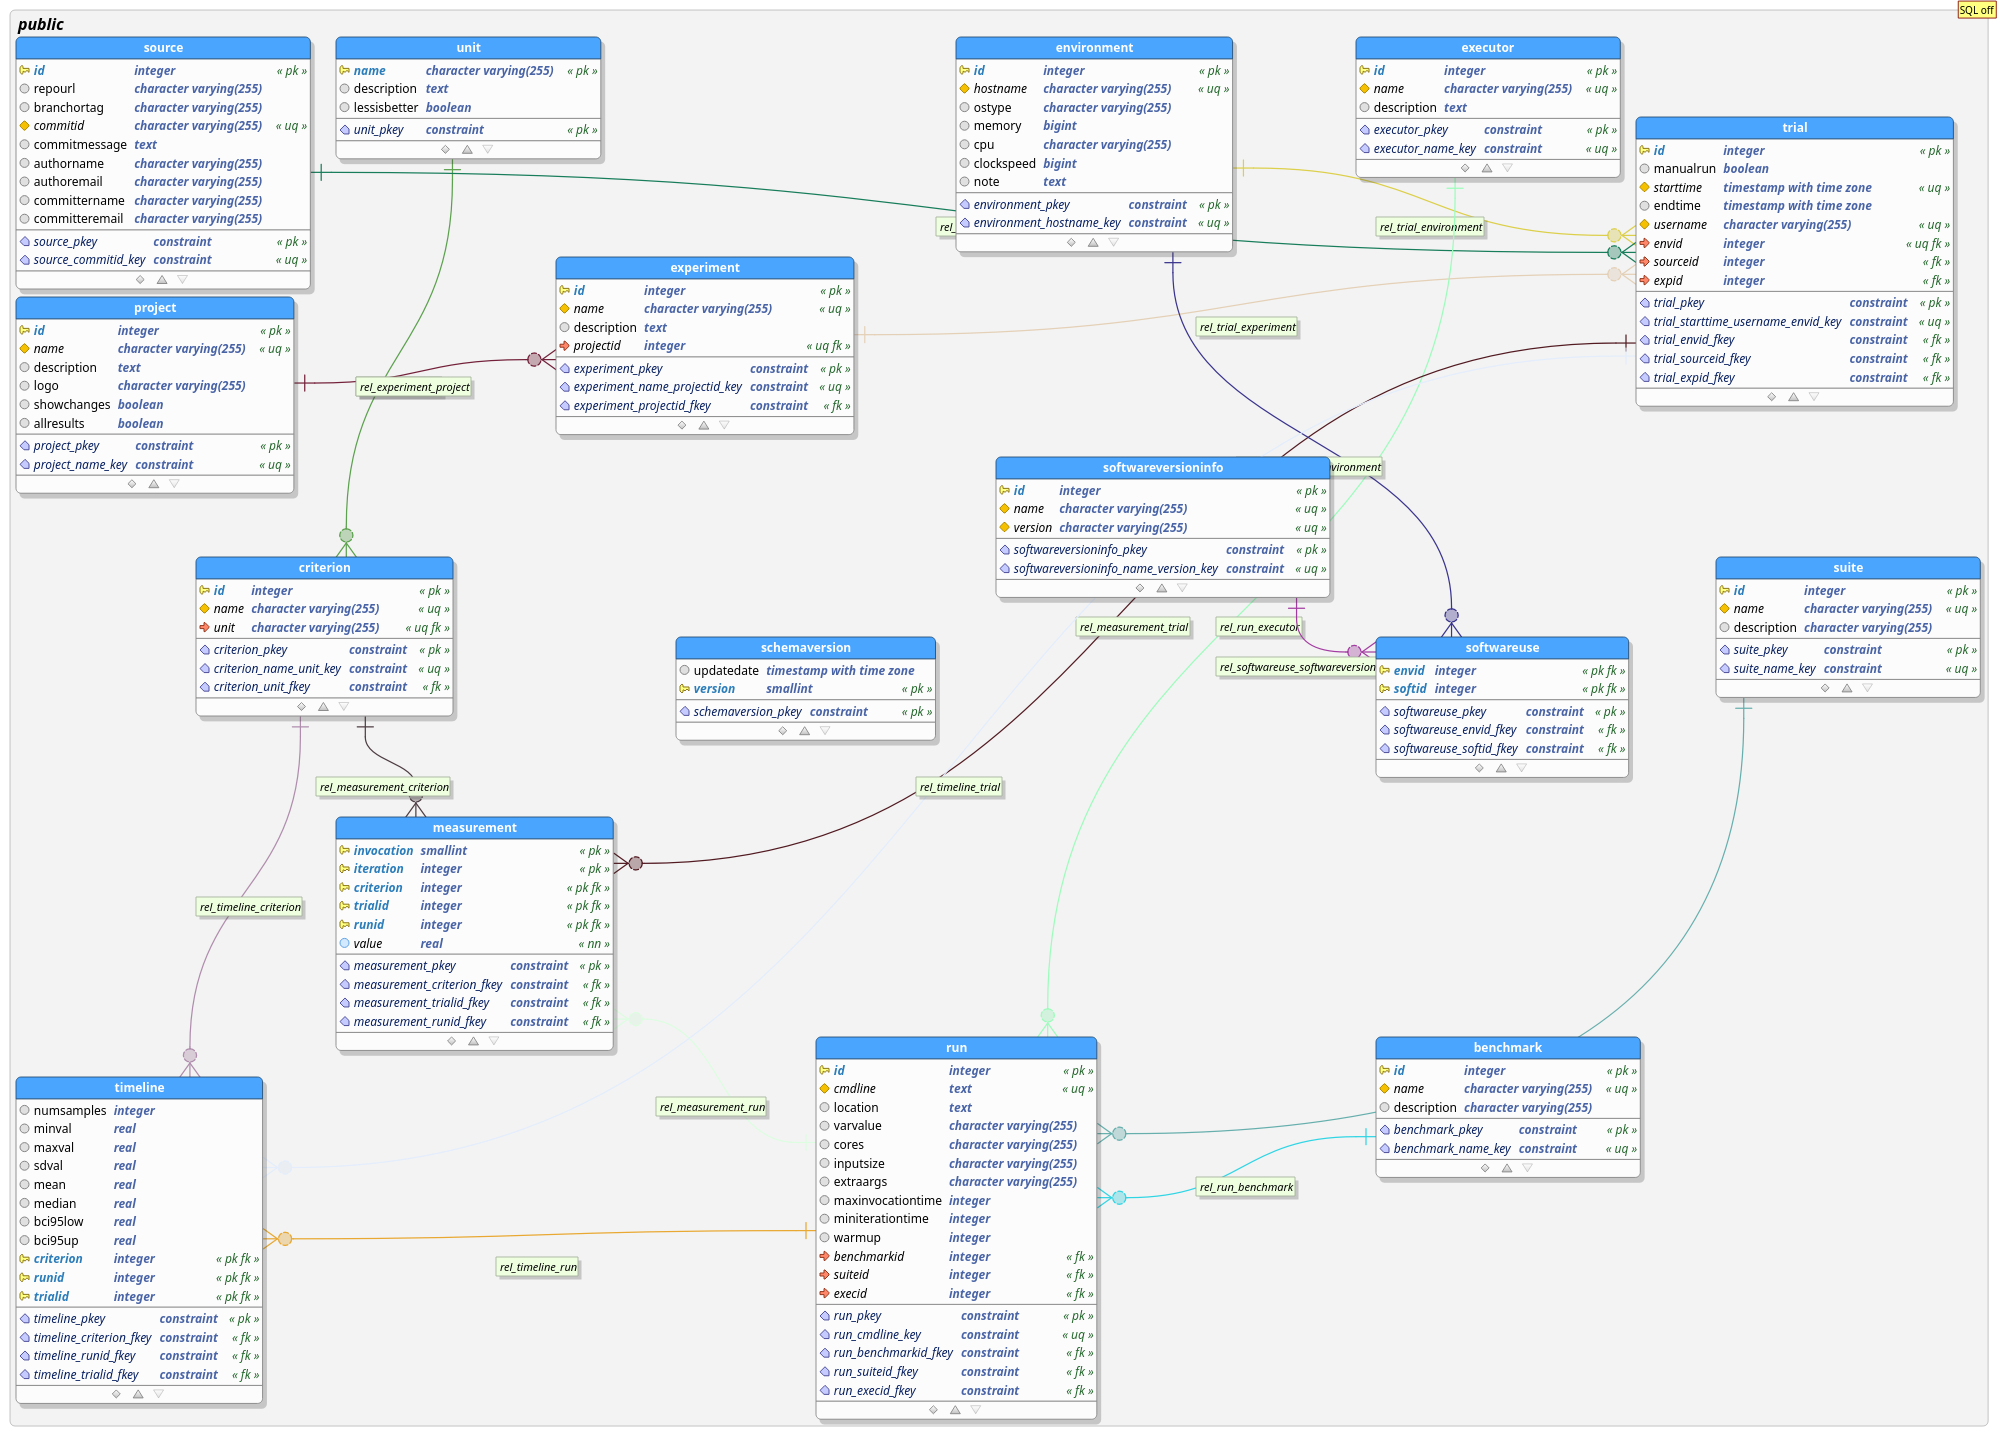 public
SQL off
source
id integer « pk »
repourl character varying(255)
branchortag character varying(255)
commitid character varying(255) « uq »
commitmessage text
authorname character varying(255)
authoremail character varying(255)
committername character varying(255)
committeremail character varying(255)
source_pkey constraint « pk »
source_commitid_key constraint « uq »
unit
name character varying(255) « pk »
description text
lessisbetter boolean
unit_pkey constraint « pk »
environment
id integer « pk »
hostname character varying(255) « uq »
ostype character varying(255)
memory bigint
cpu character varying(255)
clockspeed bigint
note text
environment_pkey constraint « pk »
environment_hostname_key constraint « uq »
executor
id integer « pk »
name character varying(255) « uq »
description text
executor_pkey constraint « pk »
executor_name_key constraint « uq »
trial
id integer « pk »
manualrun boolean
starttime timestamp with time zone « uq »
endtime timestamp with time zone
username character varying(255) « uq »
envid integer « uq fk »
sourceid integer « fk »
expid integer « fk »
trial_pkey constraint « pk »
trial_starttime_username_envid_key constraint « uq »
trial_envid_fkey constraint « fk »
trial_sourceid_fkey constraint « fk »
trial_expid_fkey constraint « fk »
rel_
rel_trial_environment
project
id integer « pk »
name character varying(255) « uq »
description text
logo character varying(255)
showchanges boolean
allresults boolean
project_pkey constraint « pk »
project_name_key constraint « uq »
experiment
id integer « pk »
name character varying(255) « uq »
description text
projectid integer « uq fk »
experiment_pkey constraint « pk »
experiment_name_projectid_key constraint « uq »
experiment_projectid_fkey constraint « fk »
rel_trial_experiment
rel_experiment_project
softwareversioninfo
id integer « pk »
name character varying(255) « uq »
version character varying(255) « uq »
softwareversioninfo_pkey constraint « pk »
softwareversioninfo_name_version_key constraint « uq »
vironment
criterion
id integer « pk »
name character varying(255) « uq »
unit character varying(255) « uq fk »
criterion_pkey constraint « pk »
criterion_name_unit_key constraint « uq »
criterion_unit_fkey constraint « fk »
suite
id integer « pk »
name character varying(255) « uq »
description character varying(255)
suite_pkey constraint « pk »
suite_name_key constraint « uq »
rel_measurement_trial
rel_run_executor
rel_softwareuse_softwareversion
schemaversion
updatedate timestamp with time zone
version smallint « pk »
schemaversion_pkey constraint « pk »
softwareuse
envid integer « pk fk »
softid integer « pk fk »
softwareuse_pkey constraint « pk »
softwareuse_envid_fkey constraint « fk »
softwareuse_softid_fkey constraint « fk »
rel_measurement_criterion
rel_timeline_trial
measurement
invocation smallint « pk »
iteration integer « pk »
criterion integer « pk fk »
trialid integer « pk fk »
runid integer « pk fk »
value real « nn »
measurement_pkey constraint « pk »
measurement_criterion_fkey constraint « fk »
measurement_trialid_fkey constraint « fk »
measurement_runid_fkey constraint « fk »
rel_timeline_criterion
rel_measurement_run
timeline
numsamples integer
minval real
maxval real
sdval real
mean real
median real
bci95low real
bci95up real
criterion integer « pk fk »
runid integer « pk fk »
trialid integer « pk fk »
timeline_pkey constraint « pk »
timeline_criterion_fkey constraint « fk »
timeline_runid_fkey constraint « fk »
timeline_trialid_fkey constraint « fk »
run
id integer « pk »
cmdline text « uq »
location text
varvalue character varying(255)
cores character varying(255)
inputsize character varying(255)
extraargs character varying(255)
maxinvocationtime integer
miniterationtime integer
warmup integer
benchmarkid integer « fk »
suiteid integer « fk »
execid integer « fk »
run_pkey constraint « pk »
run_cmdline_key constraint « uq »
run_benchmarkid_fkey constraint « fk »
run_suiteid_fkey constraint « fk »
run_execid_fkey constraint « fk »
benchmark
id integer « pk »
name character varying(255) « uq »
description character varying(255)
benchmark_pkey constraint « pk »
benchmark_name_key constraint « uq »
rel_run_benchmark
rel_timeline_run